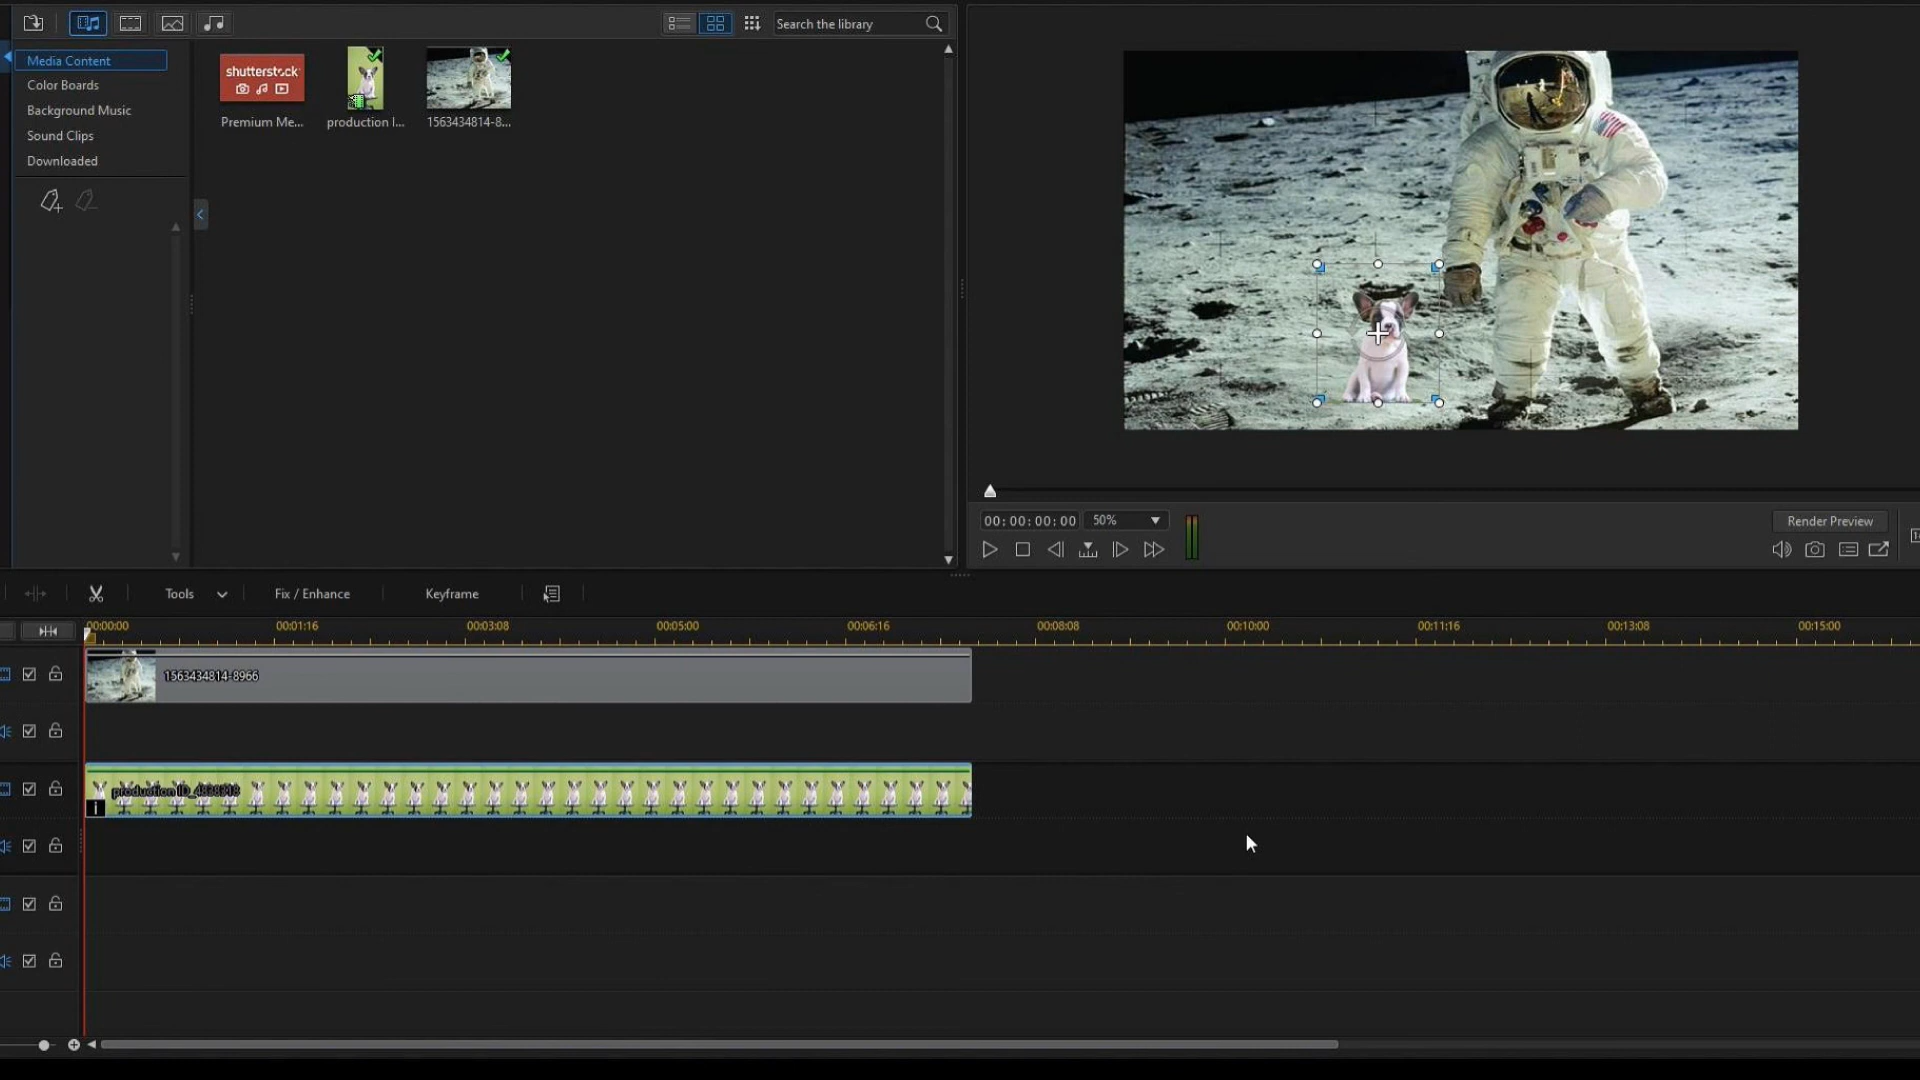 Search the library
Media Content
Color Boards
Background Music
Sound Clips
Downloaded
shutterstock
Premium Me...
production I...
1563434814-8...
00;00;00;00
50%
Render Preview
Tools
Fix / Enhance
Keyframe
00:00:00
00:01:16
00:03:08
00:05:00
00:06:16
00:08:08
00:10:00
00:11:16
00:13:08
00:15:00
1563434814-8966
production ID_4838318